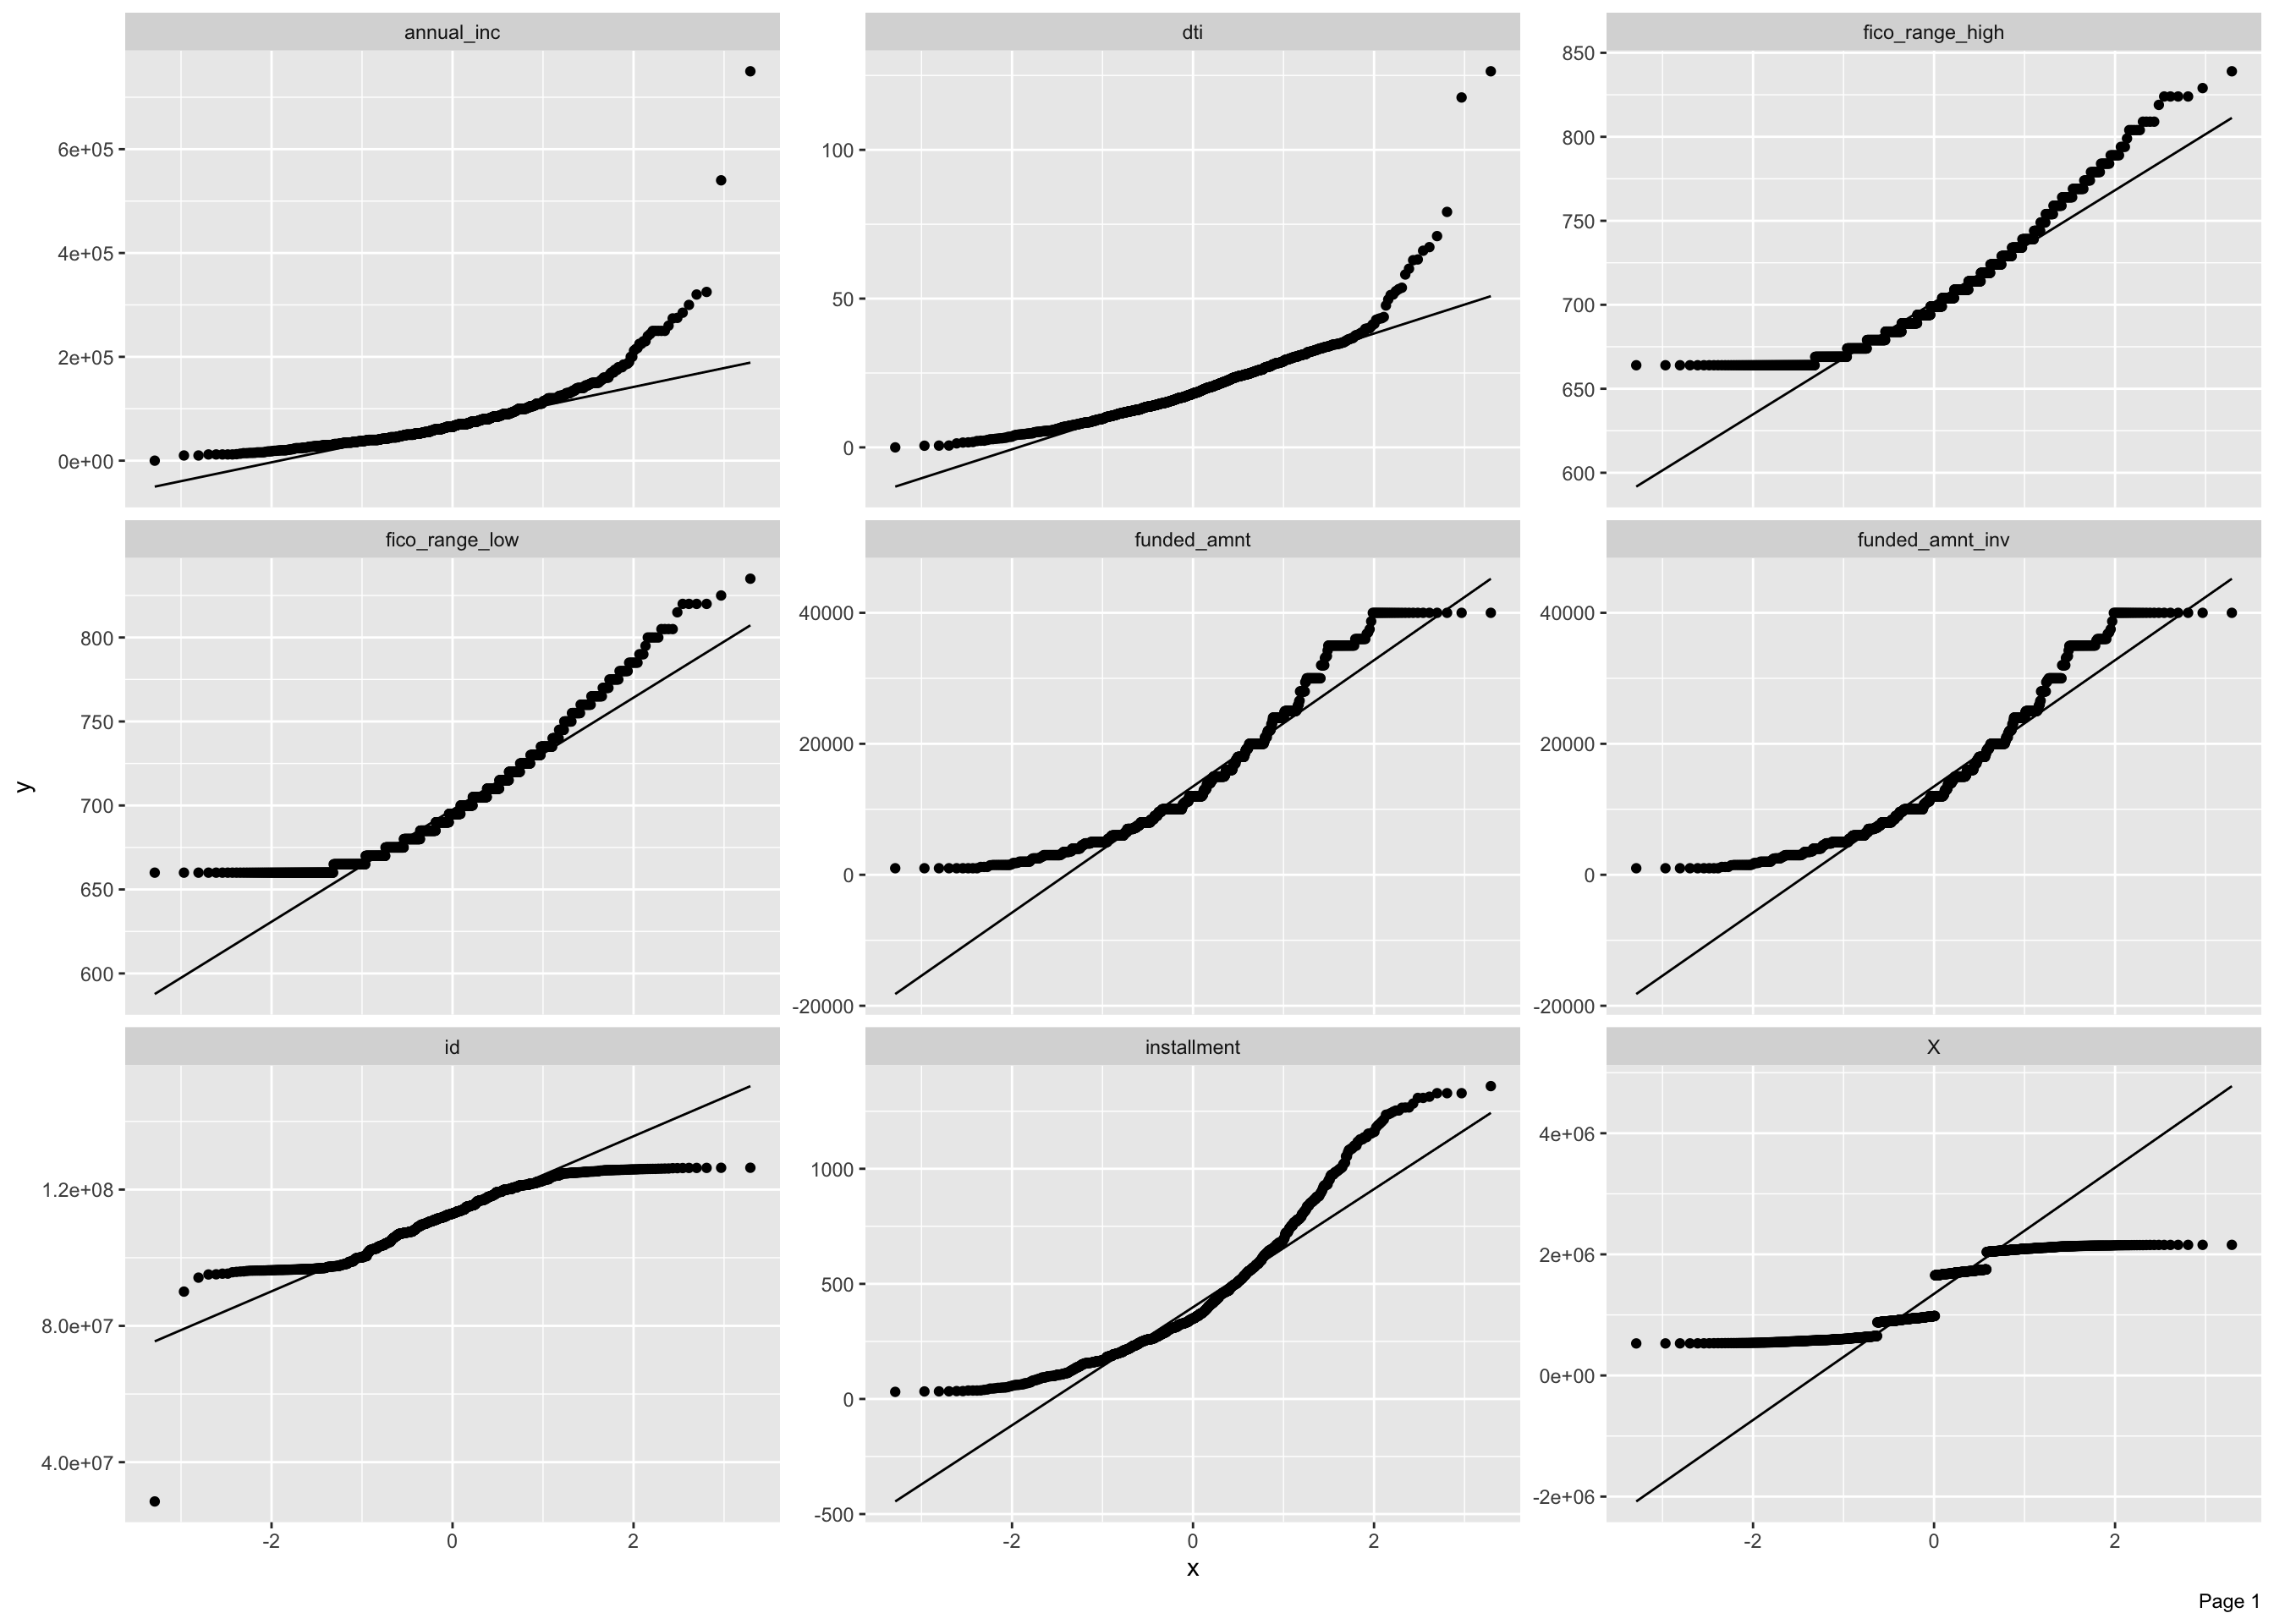 annual_inc
dti
fico_range_high
6e+05
4e+05
2e+05
0e+00
100
50
0
850
800
750
700
650
600
fico_range_low
funded_amnt
funded_amnt_inv
800
750
700
650
600
40000
20000
0
-20000
40000
20000
0
-20000
id
installment
X
1.2e+08
8.0e+07
4.0e+07
1000
500
0
-500
4e+06
2e+06
0e+00
-2e+06
-2 0 2
-2 0 2
-2 0 2
y
x
Page 1